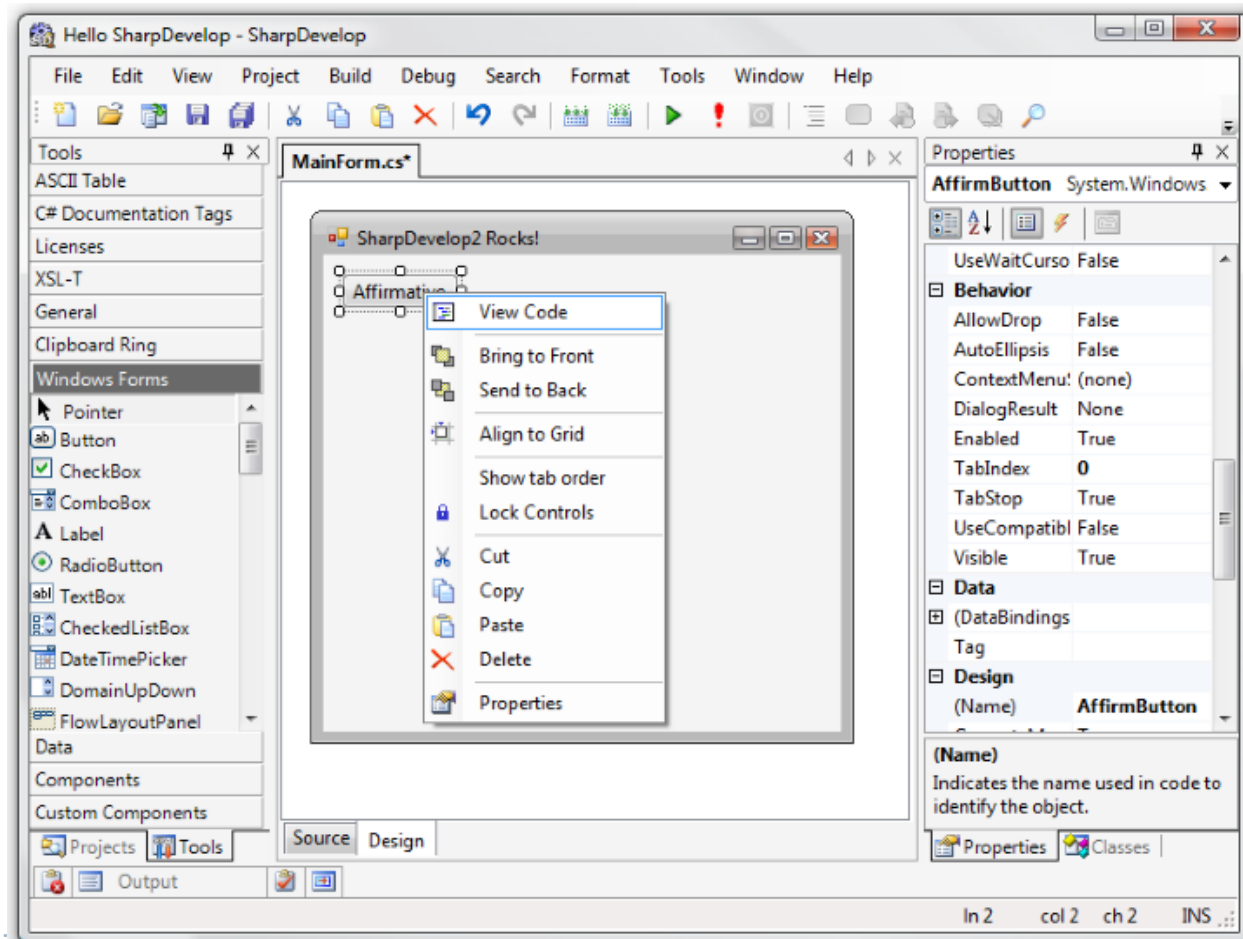 Hello SharpDevelop - SharpDevelop
File Edit View Project Build Debug Search Format Tools Window Help
Tools
ASCII Table
C# Documentation Tags
Licenses
XSL-T
General
Clipboard Ring
Windows Forms
Pointer
Button
CheckBox
ComboBox
A Label
RadioButton
abl TextBox
CheckedListBox
DateTimePicker
DomainUpDown
FlowLayoutPanel
Data
Components
Custom Components
Projects Tools
MainForm.cs*
SharpDevelop2 Rocks!
Affirmative
View Code
Bring to Front
Send to Back
Align to Grid
Show tab order
Lock Controls
Cut
Copy
Paste
Delete
Properties
Source Design
Properties
AffirmButton System.Windows
UseWaitCurso False
Behavior
AllowDrop False
AutoEllipsis False
ContextMenuS (none)
DialogResult None
Enabled True
TabIndex 0
TabStop True
UseCompatibl False
Visible True
Data
(DataBindings
Tag
Design
(Name) AffirmButton
(Name)
Indicates the name used in code to
identify the object.
Properties Classes
Output
ln 2 col 2 ch 2 INS